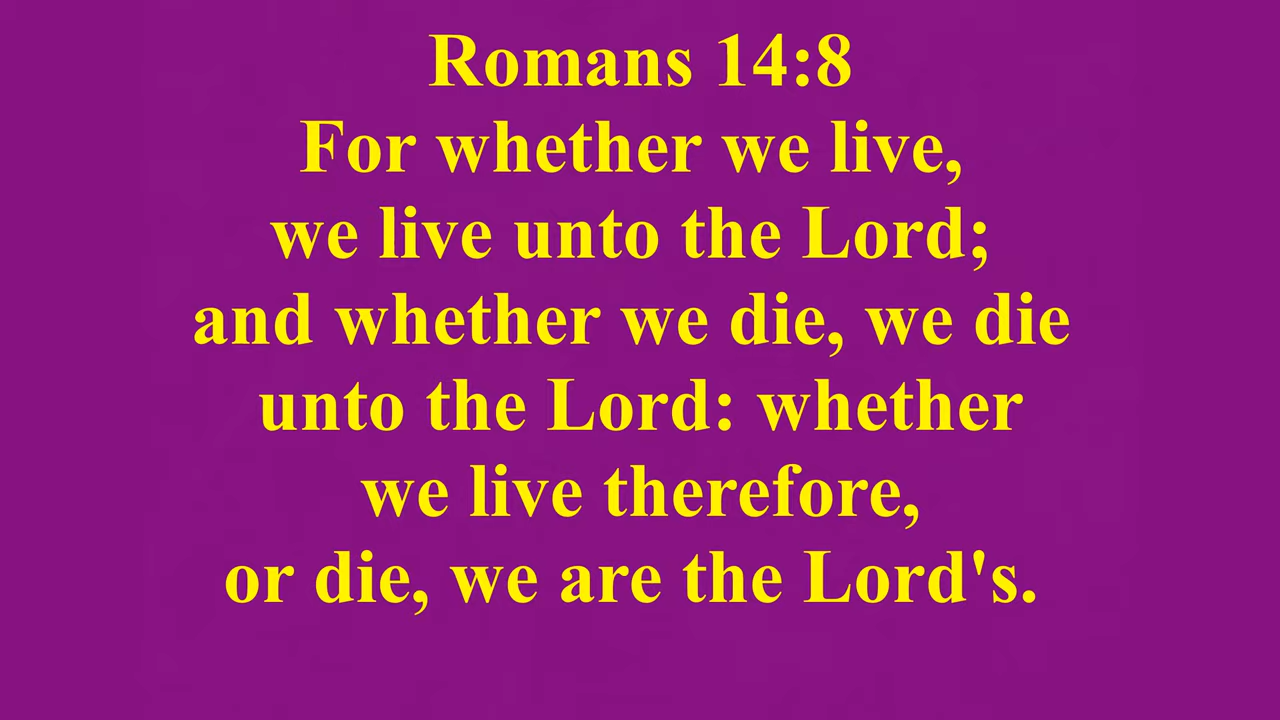 Romans 14:8
For whether we live,
we live unto the Lord;
and whether we die, we die
unto the Lord: whether
we live therefore,
or die, we are the Lord's.